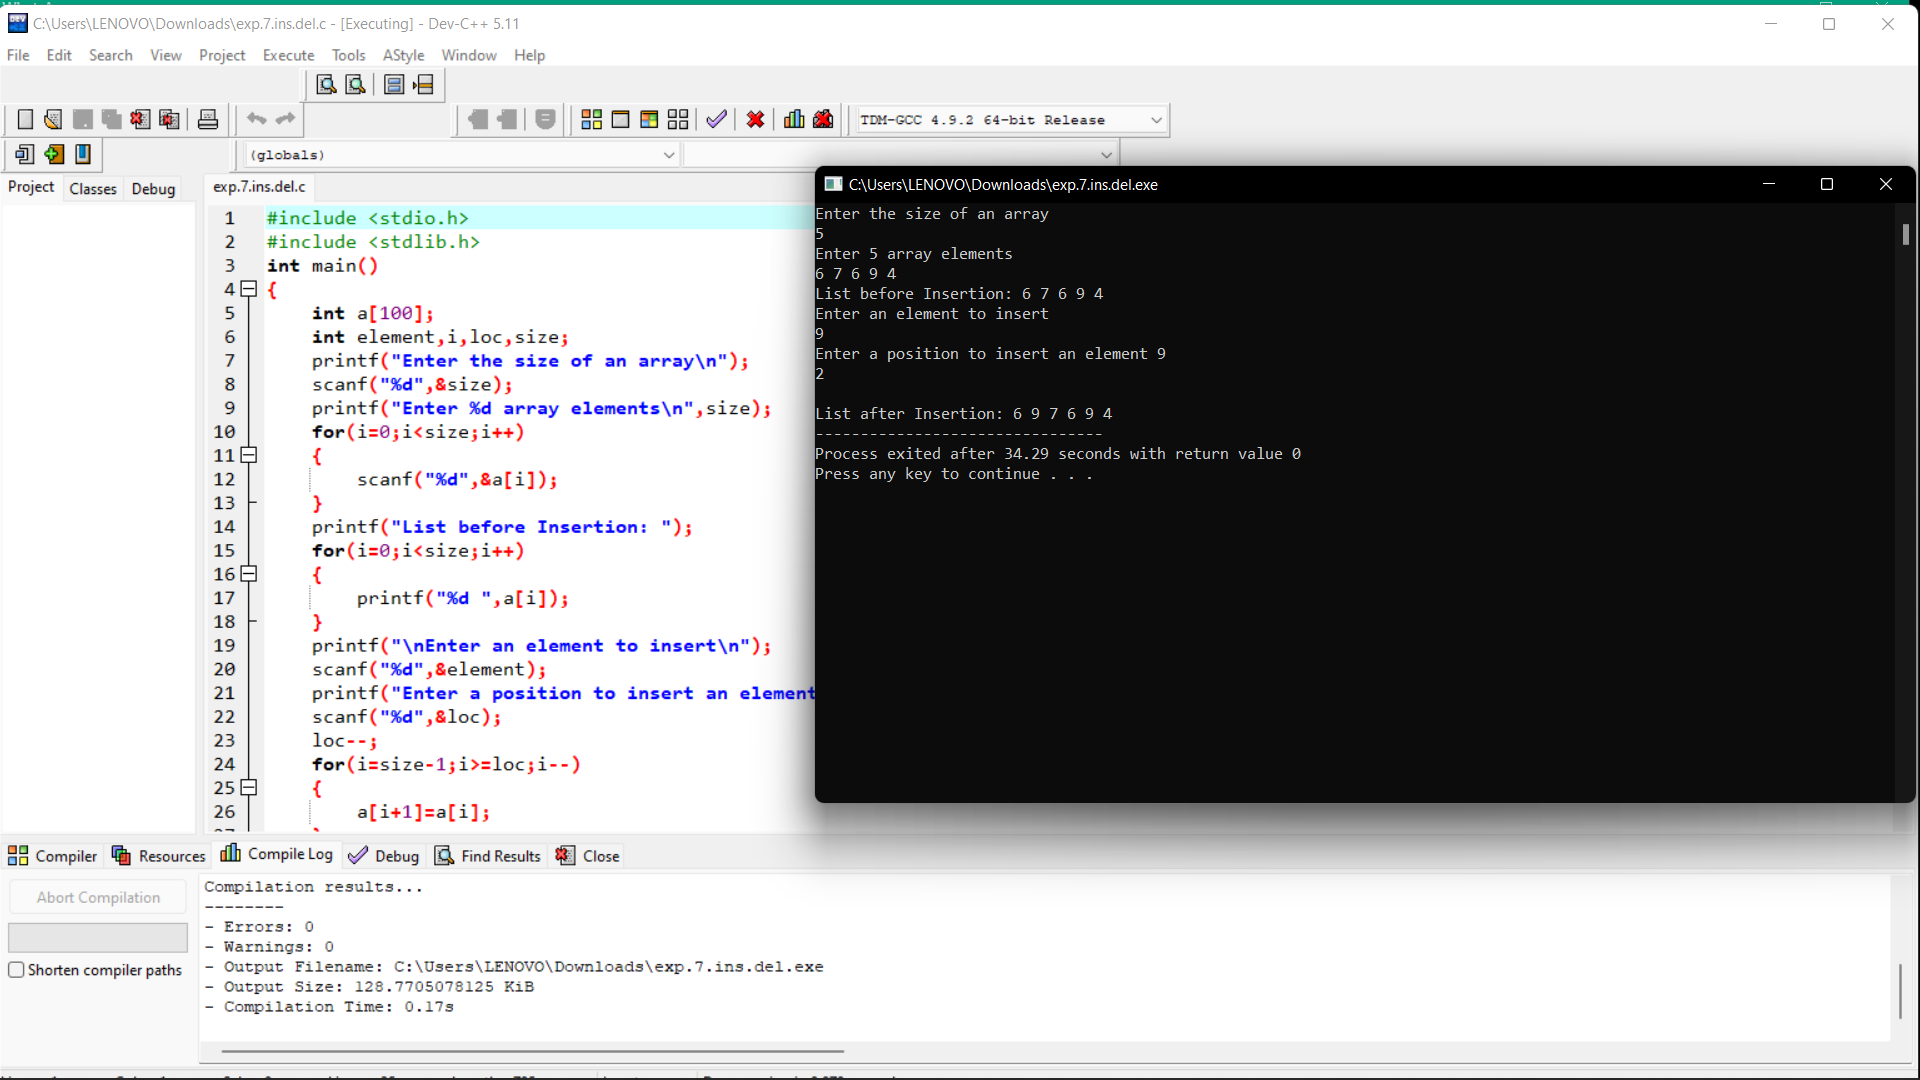 C:\Users\LENOVO\Downloads\exp.7.ins.del.c - [Executing] - Dev-C++ 5.11
File Edit Search View Project Execute Tools AStyle Window Help
TDM-GCC 4.9.2 64-bit Release
(globals)
Project Classes Debug
exp.7.ins.del.c
1 #include <stdio.h>
2 #include <stdlib.h>
3 int main()
4 {
5 int a[100];
6 int element,i,loc,size;
7 printf("Enter the size of an array\n");
8 scanf("%d",&size);
9 printf("Enter %d array elements\n",size);
10 for(i=0;i<size;i++)
11 {
12 scanf("%d",&a[i]);
13 }
14 printf("List before Insertion: ");
15 for(i=0;i<size;i++)
16 {
17 printf("%d ",a[i]);
18 }
19 printf("\nEnter an element to insert\n");
20 scanf("%d",&element);
21 printf("Enter a position to insert an element
22 scanf("%d",&loc);
23 loc--;
24 for(i=size-1;i>=loc;i--)
25 {
26 a[i+1]=a[i];
C:\Users\LENOVO\Downloads\exp.7.ins.del.exe
Enter the size of an array
5
Enter 5 array elements
6 7 6 9 4
List before Insertion: 6 7 6 9 4
Enter an element to insert
9
Enter a position to insert an element 9
2
List after Insertion: 6 9 7 6 9 4
--------------------------------
Process exited after 34.29 seconds with return value 0
Press any key to continue . . .
Compiler Resources Compile Log Debug Find Results Close
Abort Compilation
Shorten compiler paths
Compilation results...
--------
- Errors: 0
- Warnings: 0
- Output Filename: C:\Users\LENOVO\Downloads\exp.7.ins.del.exe
- Output Size: 128.7705078125 KiB
- Compilation Time: 0.17s